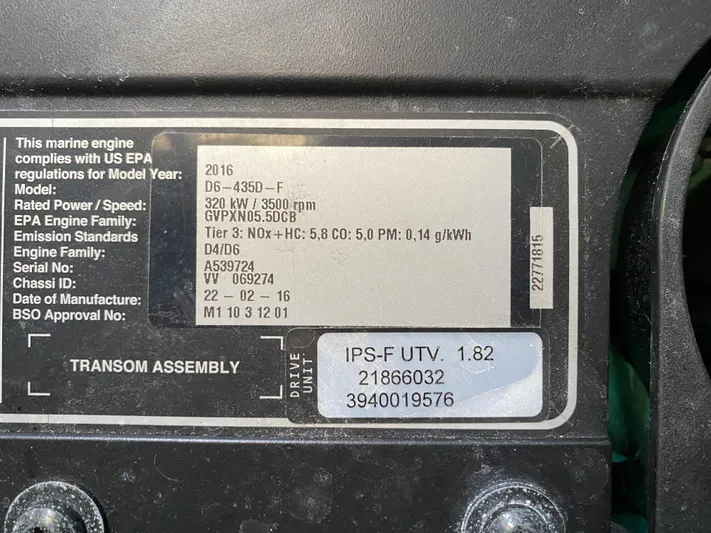 This marine engine
complies with US EPA
regulations for Model Year: 2016
Model: D6-435D-F
Rated Power / Speed: 320 kW / 3500 rpm
EPA Engine Family: GVPXN05.5DCB
Emission Standards Tier 3: NOx+HC: 5,8 CO: 5,0 PM: 0,14 g/kWh
Engine Family: D4/D6
Serial No: A539724
Chassi ID: VV 069274
Date of Manufacture: 22-02-16
BSO Approval No: M1 10 3 12 01
22771815
TRANSOM ASSEMBLY
DRIVE
UNIT
IPS-F UTV. 1.82
21866032
3940019576